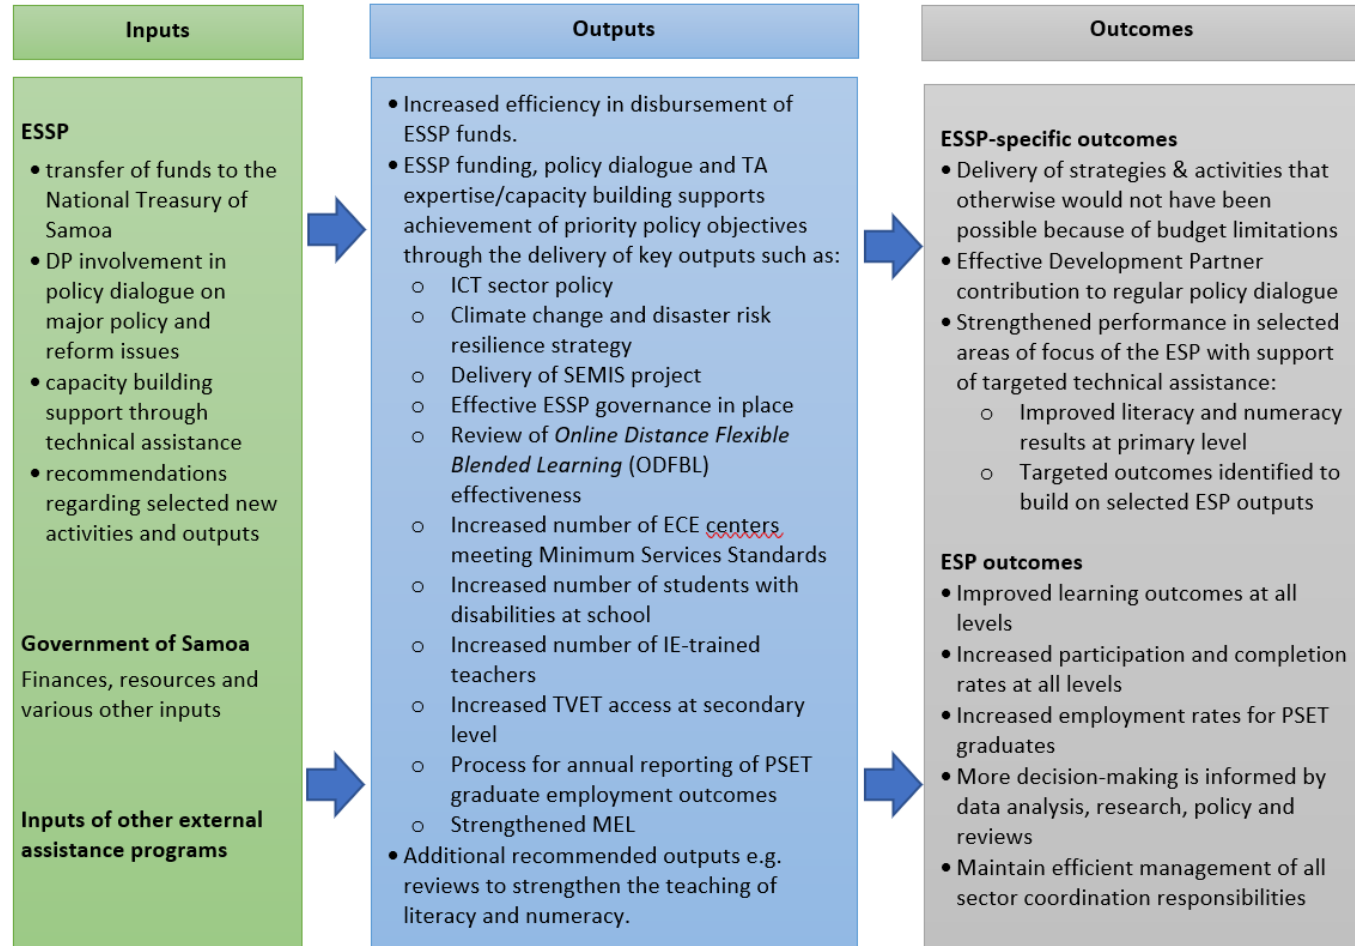 Inputs
ESSP
• transfer of funds to the
National Treasury of
Samoa
• DP involvement in
policy dialogue on
major policy and
reform issues
• capacity building
support through
technical assistance
• recommendations
regarding selected new
activities and outputs
Government of Samoa
Finances, resources and
various other inputs
Inputs of other external
assistance programs
Outputs
• Increased efficiency in disbursement of
ESSP funds.
• ESSP funding, policy dialogue and TA
expertise/capacity building supports
achievement of priority policy objectives
through the delivery of key outputs such as:
o ICT sector policy
o Climate change and disaster risk
resilience strategy
o Delivery of SEMIS project
o Effective ESSP governance in place
o Review of Online Distance Flexible
Blended Learning (ODFBL)
effectiveness
o Increased number of ECE centers
meeting Minimum Services Standards
o Increased number of students with
disabilities at school
o Increased number of IE-trained
teachers
o Increased TVET access at secondary
level
o Process for annual reporting of PSET
graduate employment outcomes
o Strengthened MEL
• Additional recommended outputs e.g.
reviews to strengthen the teaching of
literacy and numeracy.
Outcomes
ESSP-specific outcomes
• Delivery of strategies & activities that
otherwise would not have been
possible because of budget limitations
• Effective Development Partner
contribution to regular policy dialogue
• Strengthened performance in selected
areas of focus of the ESP with support
of targeted technical assistance:
o Improved literacy and numeracy
results at primary level
o Targeted outcomes identified to
build on selected ESP outputs
ESP outcomes
• Improved learning outcomes at all
levels
• Increased participation and completion
rates at all levels
• Increased employment rates for PSET
graduates
• More decision-making is informed by
data analysis, research, policy and
reviews
• Maintain efficient management of all
sector coordination responsibilities